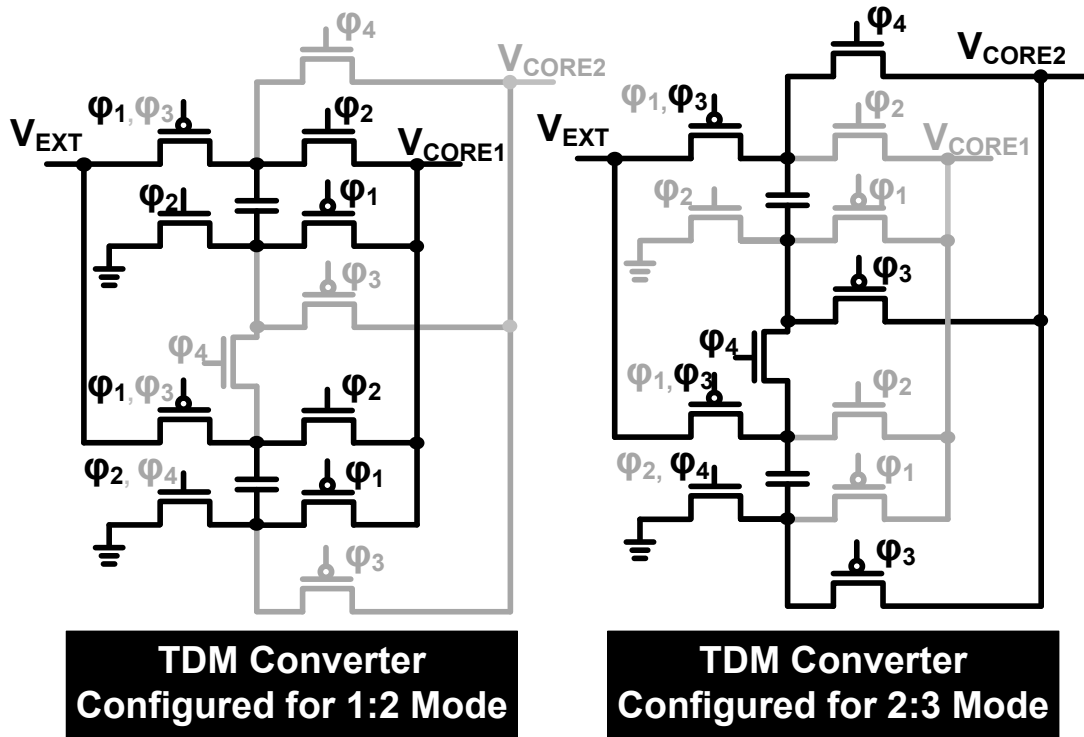 φ4
VCORE2
φ1,φ3
φ2
VEXT
VCORE1
φ2
φ1
φ3
φ4
φ1,φ3
φ2
φ2, φ4
φ1
φ3
TDM Converter
Configured for 1:2 Mode
φ4
VCORE2
φ1,φ3
φ2
VEXT
VCORE1
φ2
φ1
φ3
φ4
φ1,φ3
φ2
φ2, φ4
φ1
φ3
TDM Converter
Configured for 2:3 Mode